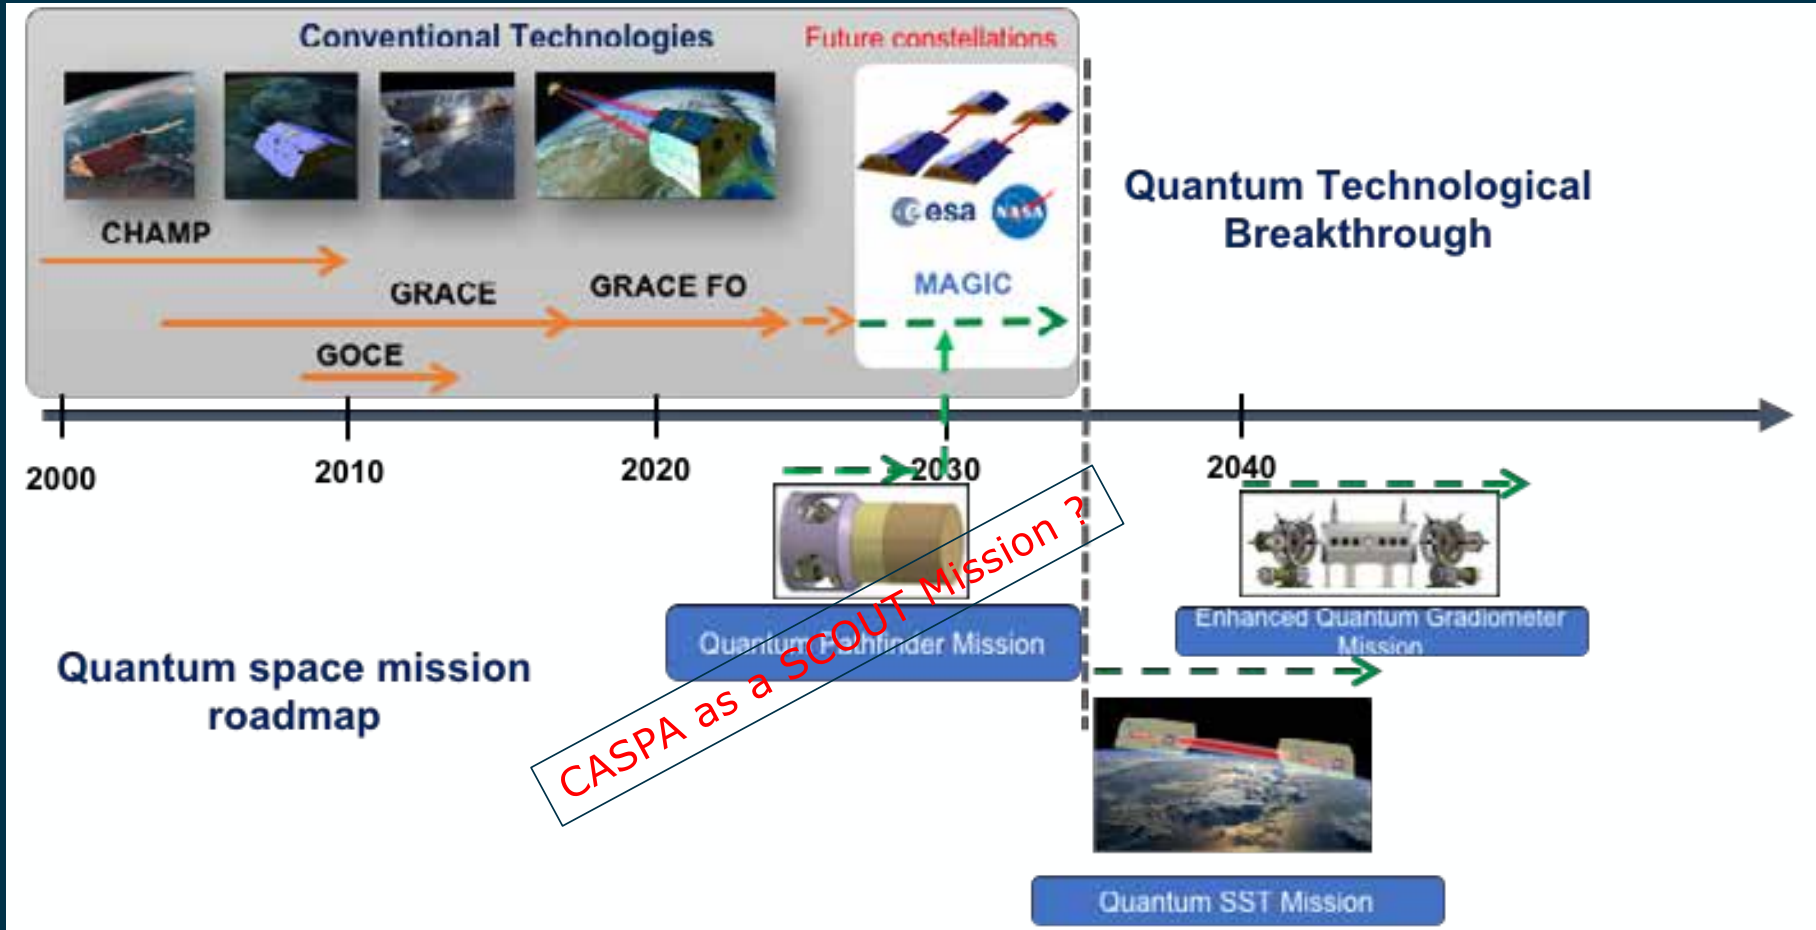 Conventional Technologies
Future constellations
esa
NASA
CHAMP
GRACE
GRACE FO
MAGIC
GOCE
Quantum Technological
Breakthrough
2000
2010
2020
2030
2040
CASPA as a SCOUT Mission ?
Quantum Pathfinder Mission
Enhanced Quantum Gradiometer
Mission
Quantum space mission
roadmap
Quantum SST Mission